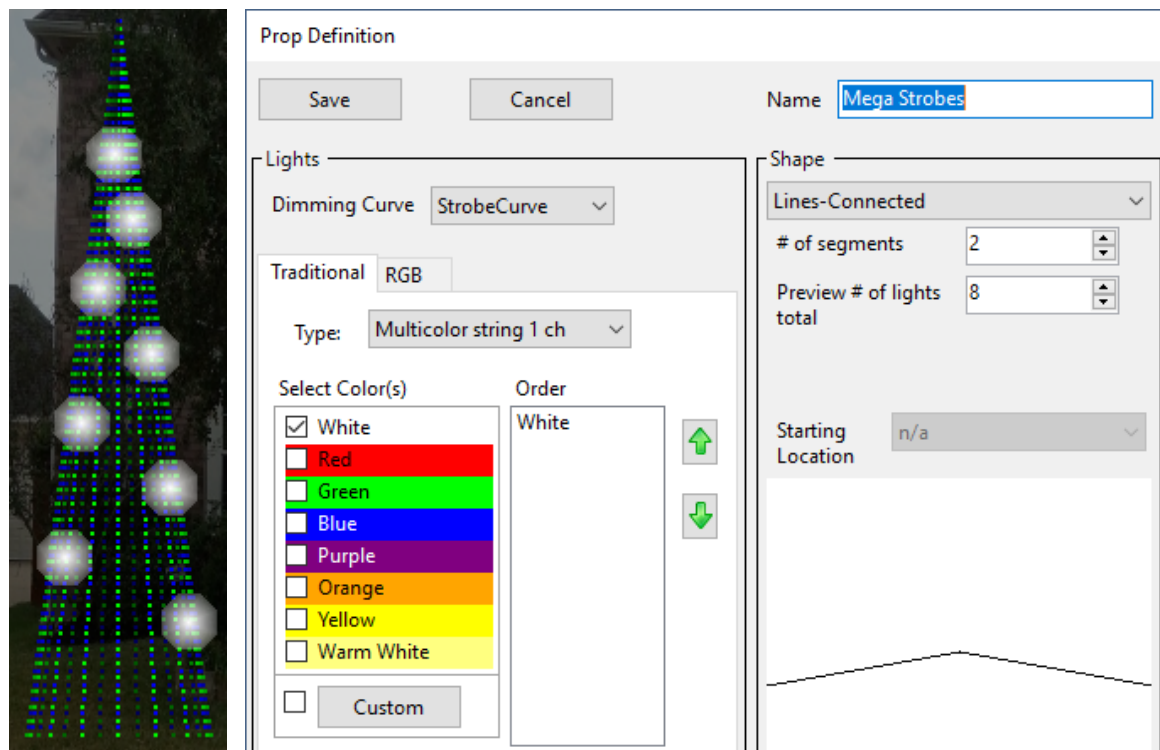 Prop Definition
Save Cancel Name Mega Strobes
Lights
Dimming Curve StrobeCurve
Traditional RGB
Type: Multicolor string 1 ch
Select Color(s) Order
White White
Red
Green
Blue
Purple
Orange
Yellow
Warm White
Custom
Shape
Lines-Connected
# of segments 2
Preview # of lights 8
total
Starting n/a
Location